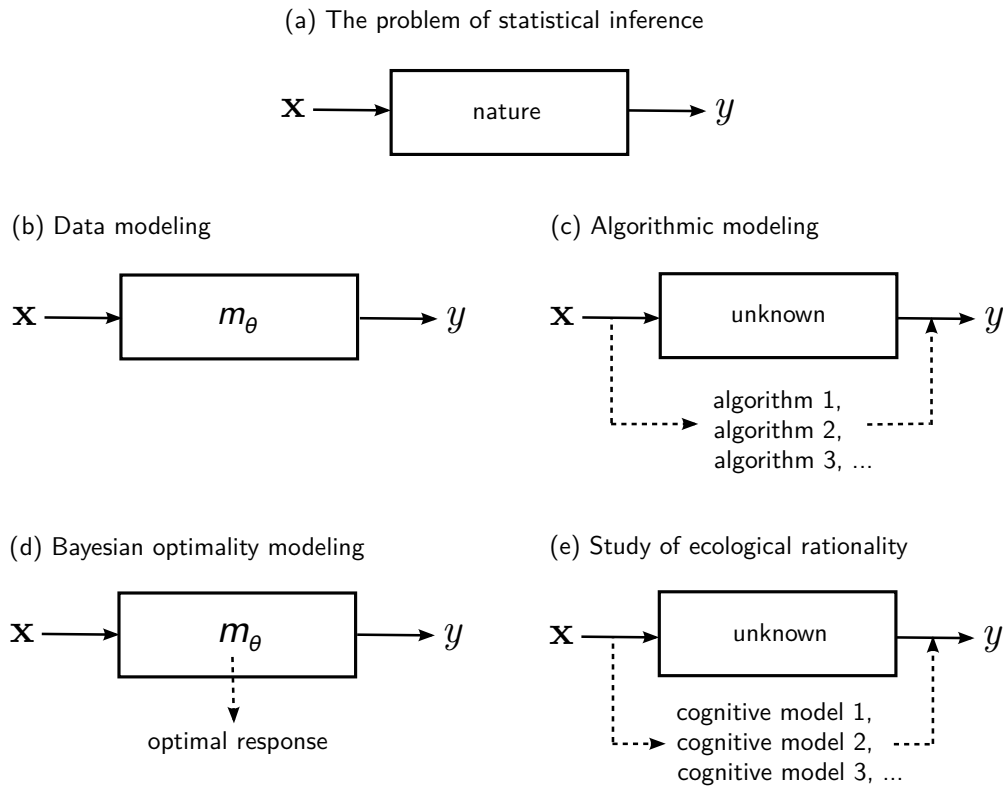 (a) The problem of statistical inference
x nature y
(b) Data modeling
x m_θ y
(c) Algorithmic modeling
x unknown y
algorithm 1,
algorithm 2,
algorithm 3, ...
(d) Bayesian optimality modeling
x m_θ y
optimal response
(e) Study of ecological rationality
x unknown y
cognitive model 1,
cognitive model 2,
cognitive model 3, ...